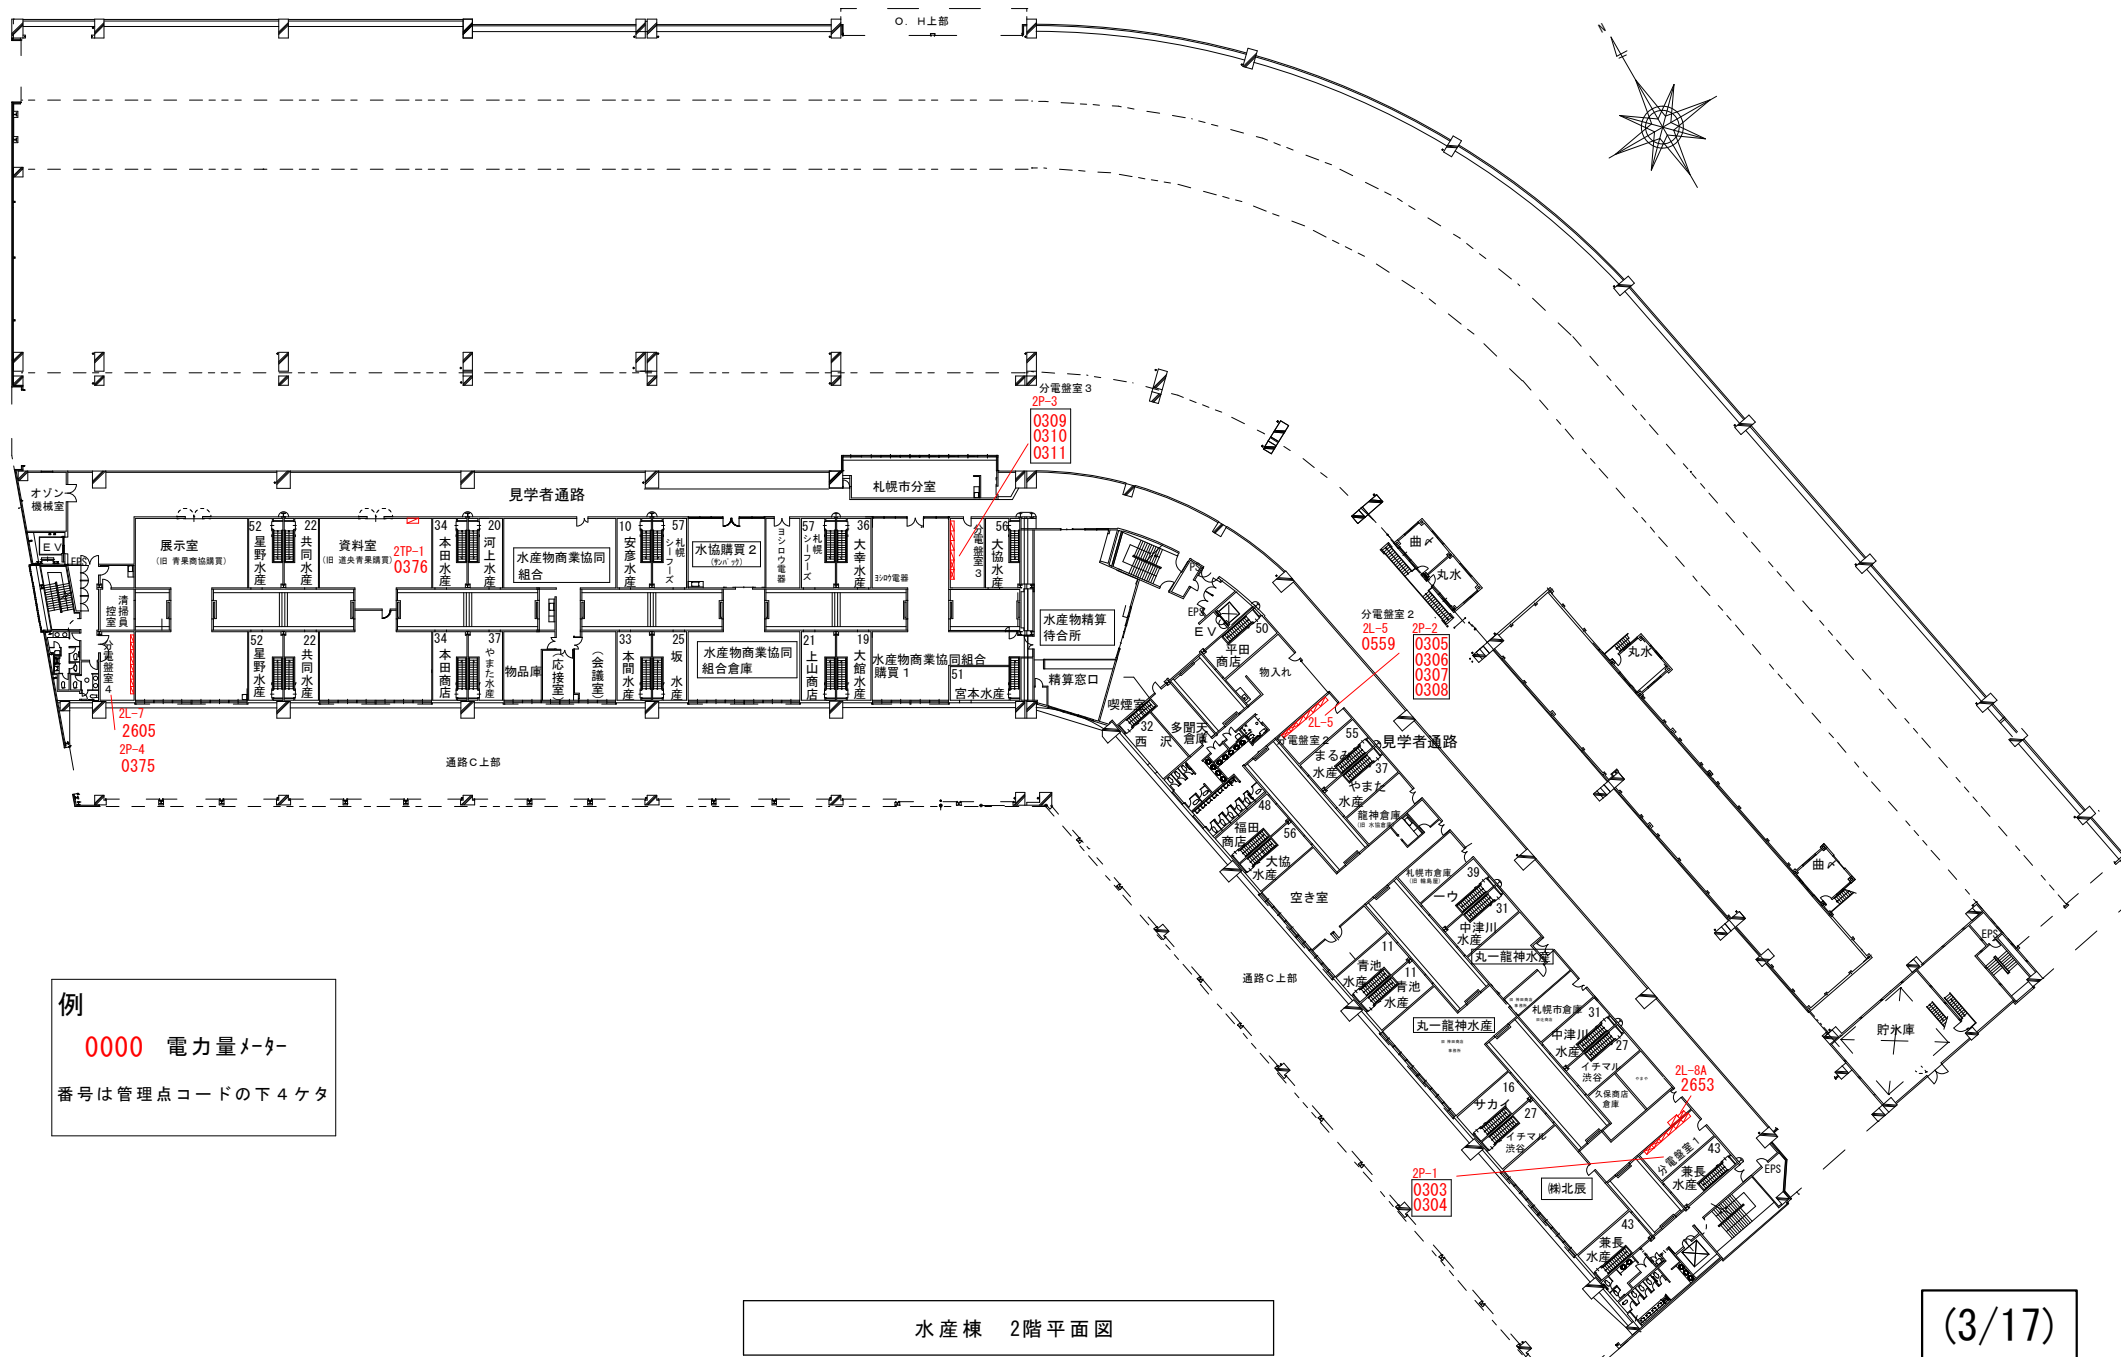 O. H上部
N
分電盤室3
2P-3
0309
0310
0311
オゾン
機械室
見学者通路
札幌市分室
EV
EPS
展示室
(旧 青果商協購買)
52
星野水産
22
共同水産
資料室
(旧 道央青果購買)
2TP-1
0376
34
本田水産
20
河上水産
水産物商業協同
組合
10
安彦水産
57
札幌
シーフーズ
水協購買2
(サンパック)
ヨシロウ電器
57
札幌
シーフーズ
36
大幸水産
ヨシロウ電器
分電盤室3
56
大協水産
清掃員
控室
分電盤室4
52
星野水産
22
共同水産
34
本田商店
37
やまた水産
物品庫
(応接室)
(会議室)
33
本間水産
25
坂 水産
水産物商業協同
組合倉庫
21
上山商店
19
大館水産
水産物商業協同組合
購買1
51
宮本水産
水産物精算
待合所
精算窓口
2L-7
2605
2P-4
0375
通路C上部
PS
EPS
EV
50
平田
商店
物入れ
喫煙室
32
西 沢
多聞天
倉庫
分電盤室2
2L-5
0559
2P-2
0305
0306
0307
0308
2L-5
分電盤室2
55
まるみ
水産
見学者通路
37
やまた
水産
龍神倉庫
(旧 水協倉庫)
48
福田
商店
56
大協
水産
空き室
札幌市倉庫
39
一ウ
31
中津川
水産
丸一龍神水産
11
青池
水産
11
青池
水産
通路C上部
丸一龍神水産
札幌市倉庫
31
中津川
水産
27
イチマル
渋谷
久保商店
倉庫
16
サカイ
27
イチマル
渋谷
2L-8A
2653
分電盤室1
43
兼長
水産
EPS
2P-1
0303
0304
㈱北辰
43
兼長
水産
曲〆
丸水
丸水
曲〆
EPS
貯氷庫
例
0000 電力量メーター
番号は管理点コードの下4ケタ
水産棟 2階平面図
(3/17)